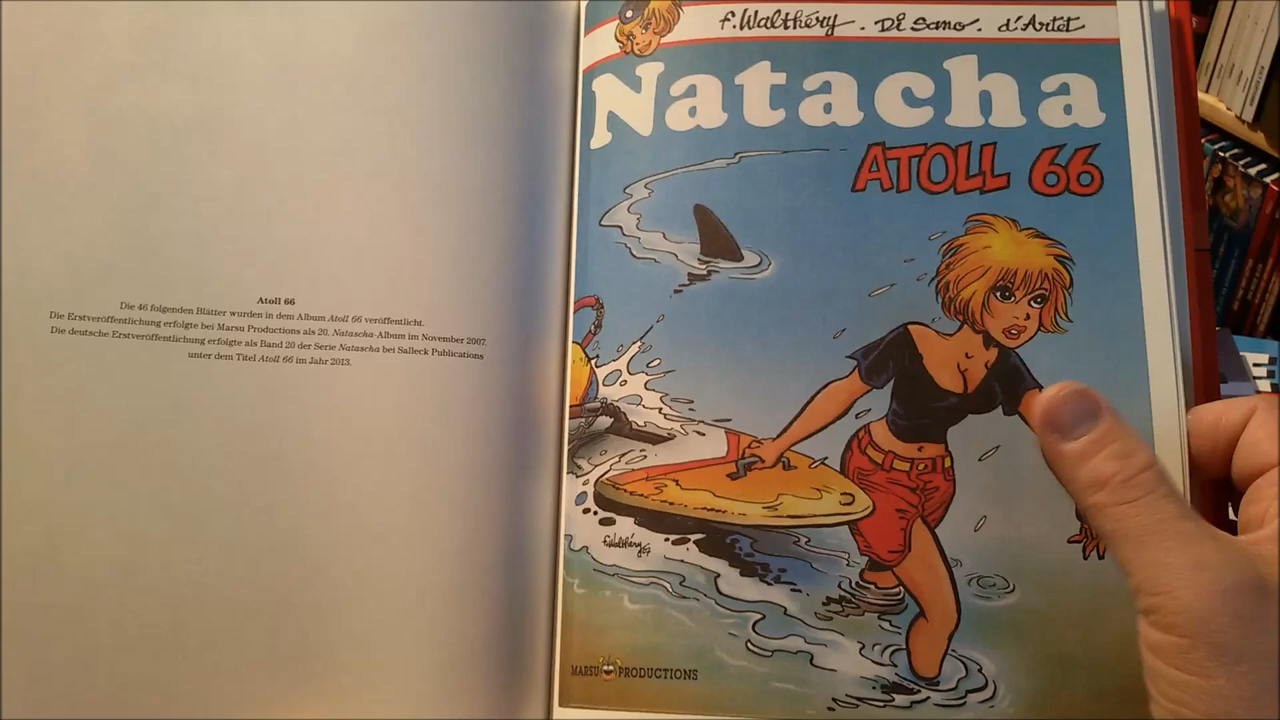 Atoll 66
Die 46 folgenden Blätter wurden in dem Album Atoll 66 veröffentlicht.
Die Erstveröffentlichung erfolgte bei Marsu Productions als 20. Natascha-Album im November 2007.
Die deutsche Erstveröffentlichung erfolgte als Band 20 der Serie Natascha bei Salleck Publications
unter dem Titel Atoll 66 im Jahr 2013.
F. Walthéry. Di Sano. d'Artet
Natacha
ATOLL 66
F. Walthéry
MARSU PRODUCTIONS